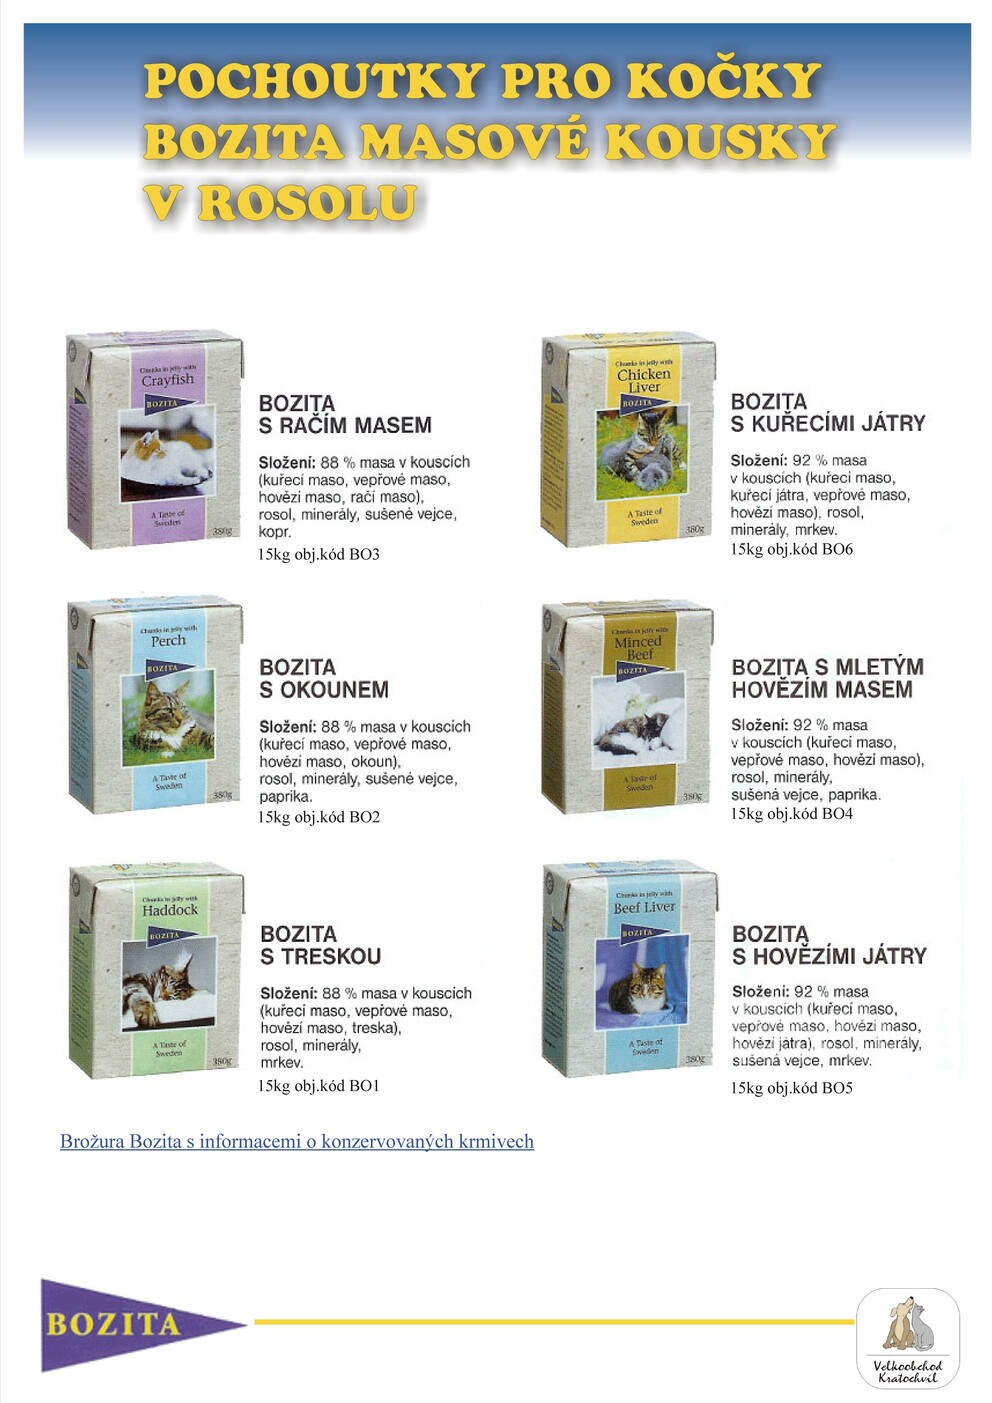 POCHOUTKY PRO KOČKY
BOZITA MASOVÉ KOUSKY
V ROSOLU
Chunks in jelly with
Crayfish
BOZITA
A Taste of
Sweden
380g
BOZITA
S RAČÍM MASEM
Složení: 88 % masa v kouscích
(kuřecí maso, vepřové maso,
hovězí maso, račí maso),
rosol, minerály, sušené vejce,
kopr.
15kg obj.kód BO3
Chunks in jelly with
Chicken
Liver
BOZITA
A Taste of
Sweden
380g
BOZITA
S KUŘECÍMI JÁTRY
Složení: 92 % masa
v kouscích (kuřecí maso,
kuřecí játra, vepřové maso,
hovězí maso), rosol,
minerály, mrkev.
15kg obj.kód BO6
Chunks in jelly with
Perch
BOZITA
A Taste of
Sweden
380g
BOZITA
S OKOUNEM
Složení: 88 % masa v kouscích
(kuřecí maso, vepřové maso,
hovězí maso, okoun),
rosol, minerály, sušené vejce,
paprika.
15kg obj.kód BO2
Chunks in jelly with
Minced
Beef
BOZITA
A Taste of
Sweden
380g
BOZITA S MLETÝM
HOVĚZÍM MASEM
Složení: 92 % masa
v kouscích (kuřecí maso,
vepřové maso, hovězí maso),
rosol, minerály,
sušená vejce, paprika.
15kg obj.kód BO4
Chunks in jelly with
Haddock
BOZITA
A Taste of
Sweden
380g
BOZITA
S TRESKOU
Složení: 88 % masa v kouscích
(kuřecí maso, vepřové maso,
hovězí maso, treska),
rosol, minerály,
mrkev.
15kg obj.kód BO1
Chunks in jelly with
Beef Liver
BOZITA
A Taste of
Sweden
380g
BOZITA
S HOVĚZÍMI JÁTRY
Složení: 92 % masa
v kouscích (kuřecí maso,
vepřové maso, hovězí maso,
hovězí játra), rosol, minerály,
sušená vejce, mrkev.
15kg obj.kód BO5
Brožura Bozita s informacemi o konzervovaných krmivech
BOZITA
Velkoobchod
Kratochvíl